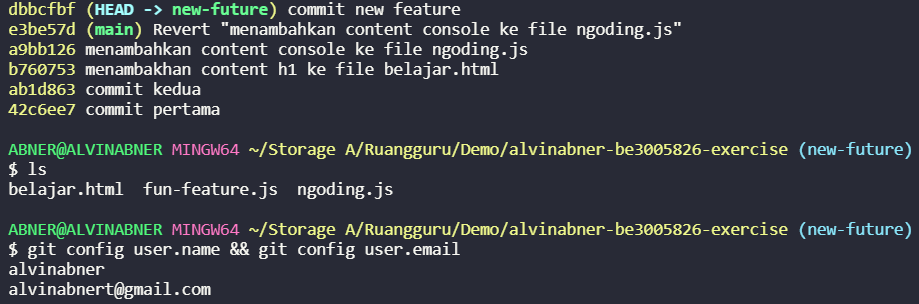 dbbcfbf (HEAD -> new-future) commit new feature
e3be57d (main) Revert "menambahkan content console ke file ngoding.js"
a9bb126 menambahkan content console ke file ngoding.js
b760753 menambakhan content h1 ke file belajar.html
ab1d863 commit kedua
42c6ee7 commit pertama
ABNER@ALVINABNER MINGW64 ~/Storage A/Ruangguru/Demo/alvinabner-be3005826-exercise (new-future)
$ ls
belajar.html  fun-feature.js  ngoding.js
ABNER@ALVINABNER MINGW64 ~/Storage A/Ruangguru/Demo/alvinabner-be3005826-exercise (new-future)
$ git config user.name && git config user.email
alvinabner
alvinabnert@gmail.com